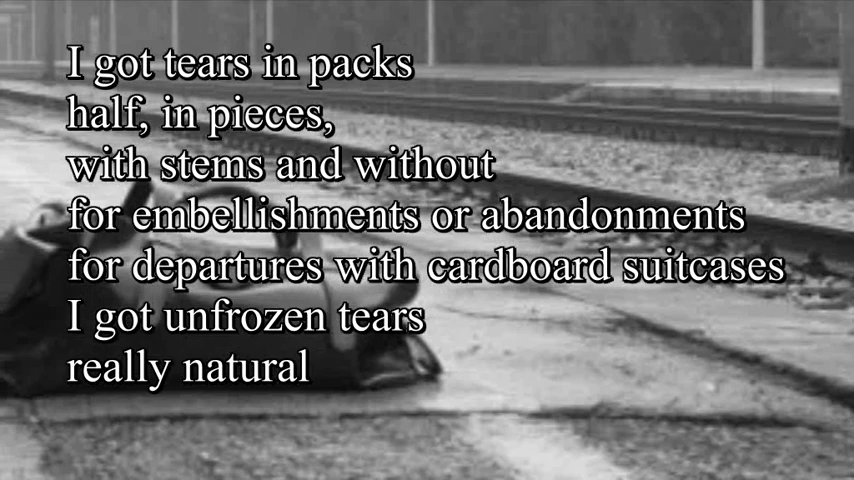 I got tears in packs
half, in pieces,
with stems and without
for embellishments or abandonments
for departures with cardboard suitcases
I got unfrozen tears
really natural